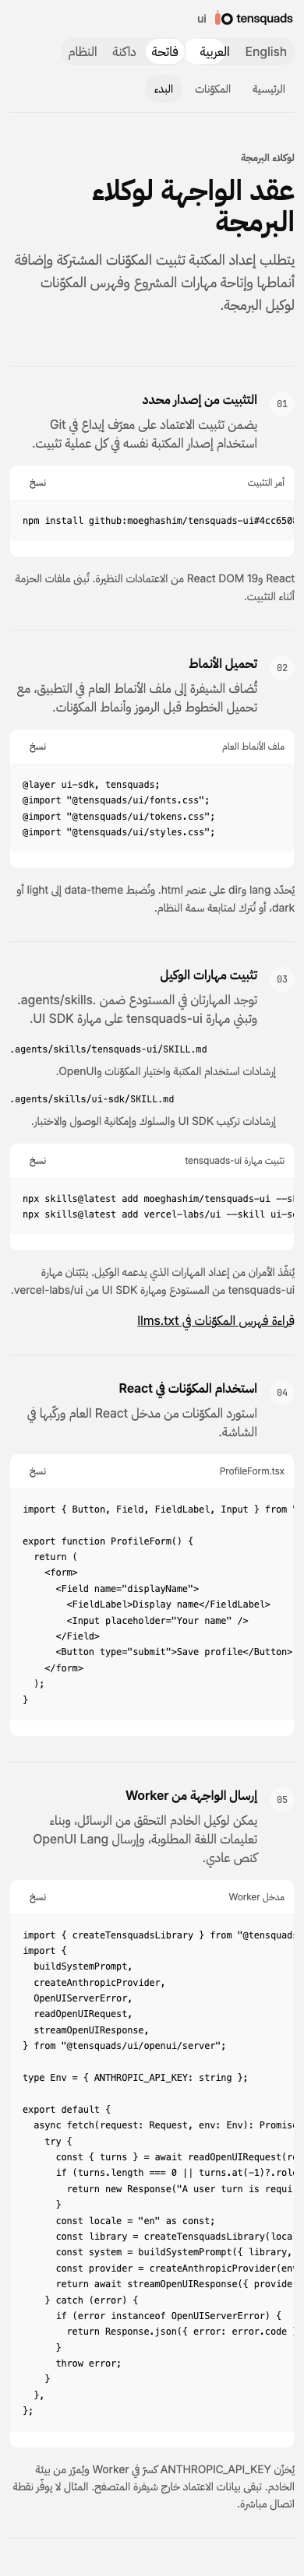 tensquads ui
English العربية فاتحة داكنة النظام
الرئيسية المكوّنات البدء
لوكلاء البرمجة
عقد الواجهة لوكلاء
البرمجة
يتطلب إعداد المكتبة تثبيت المكوّنات المشتركة وإضافة
أنماطها وإتاحة مهارات المشروع وفهرس المكوّنات
لوكيل البرمجة.
01
التثبيت من إصدار محدد
يضمن تثبيت الاعتماد على معرّف إيداع في Git
استخدام إصدار المكتبة نفسه في كل عملية تثبيت.
أمر التثبيت نسخ
npm install github:moeghashim/tensquads-ui#4cc650
React و React DOM 19 من الاعتمادات النظيرة. تُبنى ملفات الحزمة
أثناء التثبيت.
02
تحميل الأنماط
تُضاف الشيفرة إلى ملف الأنماط العام في التطبيق، مع
تحميل الخطوط قبل الرموز وأنماط المكوّنات.
ملف الأنماط العام نسخ
@layer ui-sdk, tensquads;
@import "@tensquads/ui/fonts.css";
@import "@tensquads/ui/tokens.css";
@import "@tensquads/ui/styles.css";
يُحدّد lang وdir على عنصر html. وتُضبط data-theme إلى light أو
dark، أو تُترك لمتابعة سمة النظام.
03
تثبيت مهارات الوكيل
توجد المهارتان في المستودع ضمن .agents/skills.
وتبني مهارة tensquads-ui على مهارة UI SDK.
.agents/skills/tensquads-ui/SKILL.md
إرشادات استخدام المكتبة واختيار المكوّنات وOpenUI.
.agents/skills/ui-sdk/SKILL.md
إرشادات تركيب UI SDK والسلوك وإمكانية الوصول والاختبار.
تثبيت مهارة tensquads-ui نسخ
npx skills@latest add moeghashim/tensquads-ui --sk
npx skills@latest add vercel-labs/ui --skill ui-s
يُنفّذ الأمران من إعداد المهارات الذي يدعمه الوكيل. يثبّتان مهارة
tensquads-ui من المستودع ومهارة UI SDK من vercel-labs/ui.
قراءة فهرس المكوّنات في llms.txt
04
استخدام المكوّنات في React
استورد المكوّنات من مدخل React العام وركّبها في
الشاشة.
ProfileForm.tsx نسخ
import { Button, Field, FieldLabel, Input } from "
export function ProfileForm() {
return (
<form>
<Field name="displayName">
<FieldLabel>Display name</FieldLabel>
<Input placeholder="Your name" />
</Field>
<Button type="submit">Save profile</Button>
</form>
);
}
05
إرسال الواجهة من Worker
يمكن لوكيل الخادم التحقق من الرسائل، وبناء
تعليمات اللغة المطلوبة، وإرسال OpenUI Lang
كنص عادي.
مدخل Worker نسخ
import { createTensquadsLibrary } from "@tensquads
import {
buildSystemPrompt,
createAnthropicProvider,
OpenUIServerError,
readOpenUIRequest,
streamOpenUIResponse,
} from "@tensquads/ui/openui/server";
type Env = { ANTHROPIC_API_KEY: string };
export default {
async fetch(request: Request, env: Env): Promise
try {
const { turns } = await readOpenUIRequest(re
if (turns.length === 0 || turns.at(-1)?.role
return new Response("A user turn is requi
}
const locale = "en" as const;
const library = createTensquadsLibrary(loca
const system = buildSystemPrompt({ library,
const provider = createAnthropicProvider(en
return await streamOpenUIResponse({ provide
} catch (error) {
if (error instanceof OpenUIServerError) {
return Response.json({ error: error.code }
}
throw error;
}
},
};
يُخزّن ANTHROPIC_API_KEY كسرّ في Worker ويُمرّر من بيئة
الخادم. تبقى بيانات الاعتماد خارج شيفرة المتصفح. المثال لا يوفّر نقطة
اتصال مباشرة.